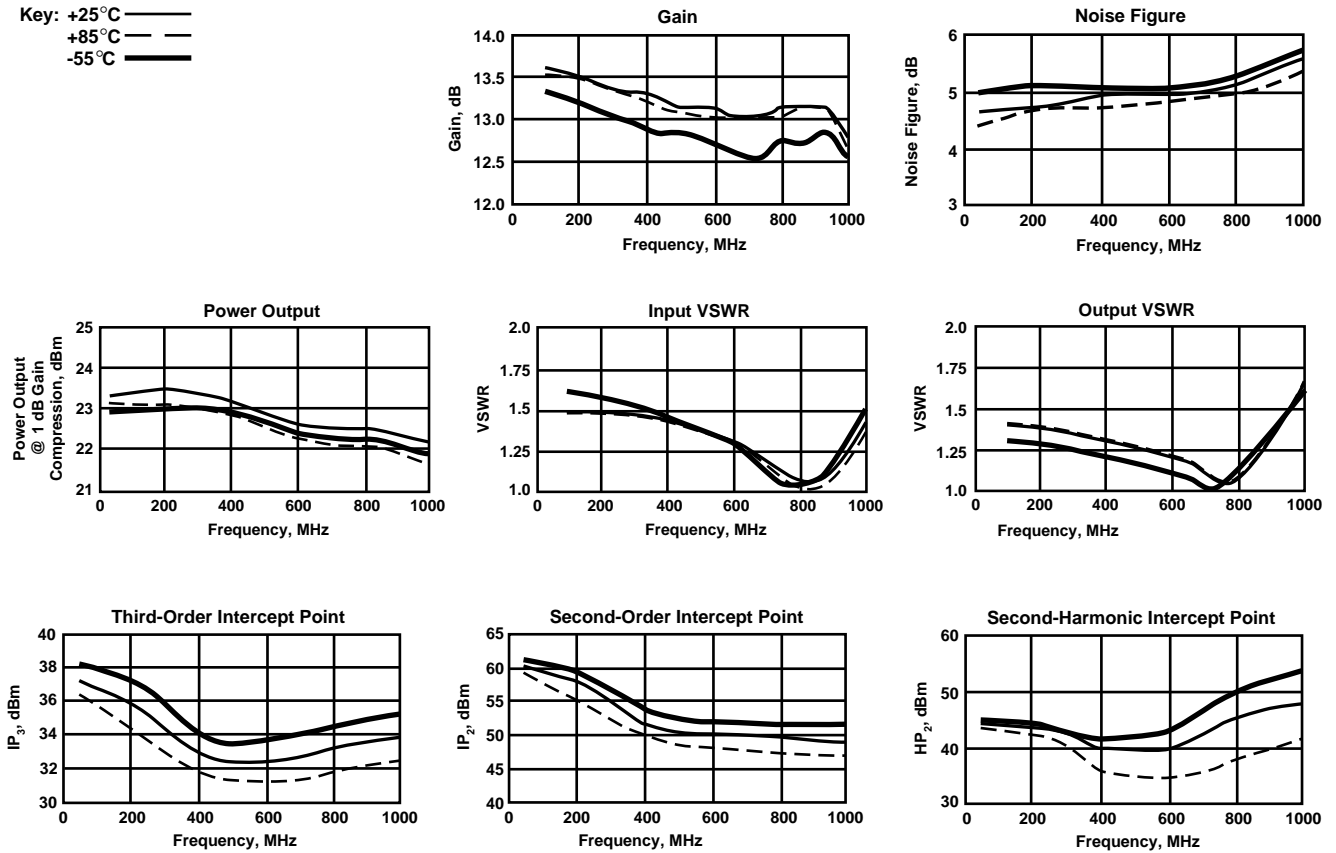 Key: +25°C
+85°C
-55°C
Gain
Gain, dB
14.0
13.5
13.0
12.5
12.0
0 200 400 600 800 1000
Frequency, MHz
Noise Figure
Noise Figure, dB
6
5
4
3
0 200 400 600 800 1000
Frequency, MHz
Power Output
Power Output
@ 1 dB Gain
Compression, dBm
25
24
23
22
21
0 200 400 600 800 1000
Frequency, MHz
Input VSWR
VSWR
2.0
1.75
1.5
1.25
1.0
0 200 400 600 800 1000
Frequency, MHz
Output VSWR
VSWR
2.0
1.75
1.5
1.25
1.0
0 200 400 600 800 1000
Frequency, MHz
Third-Order Intercept Point
IP3, dBm
40
38
36
34
32
30
0 200 400 600 800 1000
Frequency, MHz
Second-Order Intercept Point
IP2, dBm
65
60
55
50
45
40
0 200 400 600 800 1000
Frequency, MHz
Second-Harmonic Intercept Point
HP2, dBm
60
50
40
30
0 200 400 600 800 1000
Frequency, MHz